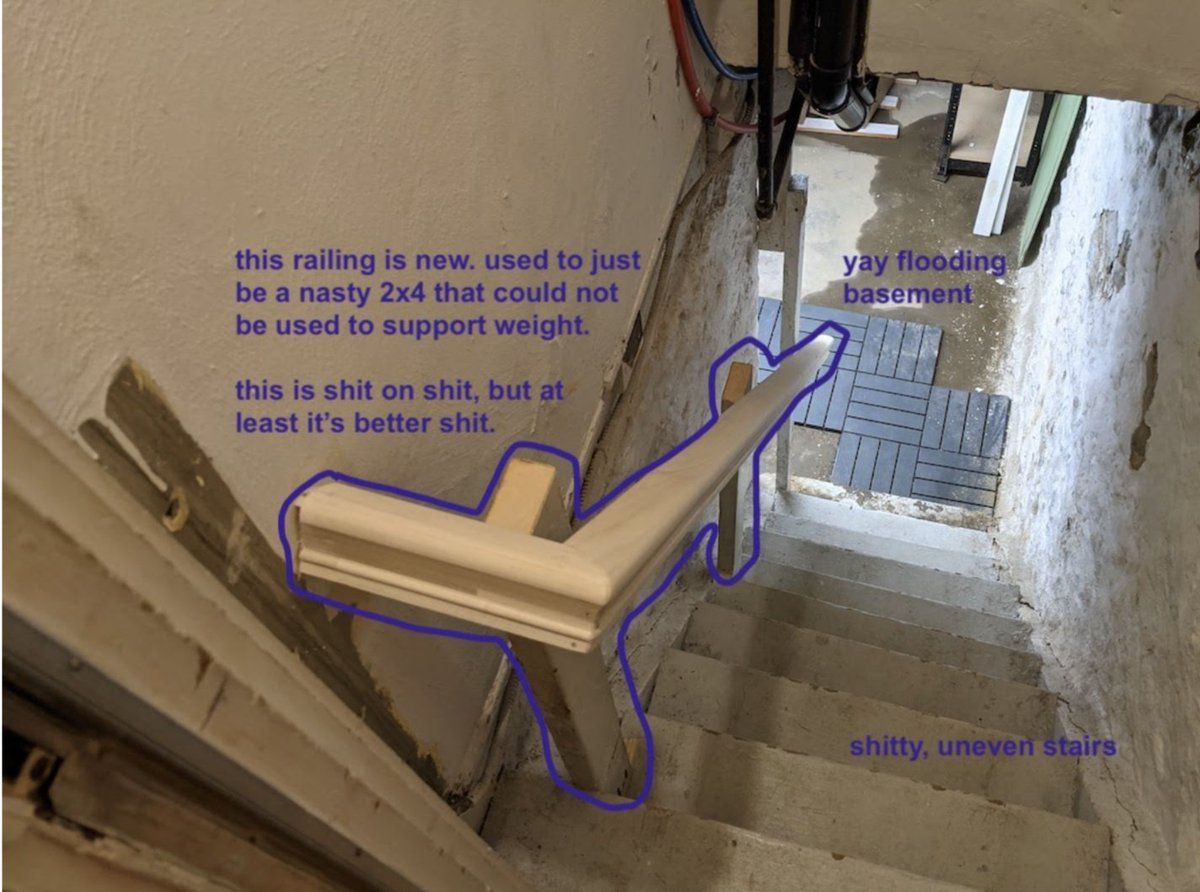 this railing is new. used to just
be a nasty 2x4 that could not
be used to support weight.
this is shit on shit, but at
least it's better shit.
yay flooding
basement
shitty, uneven stairs